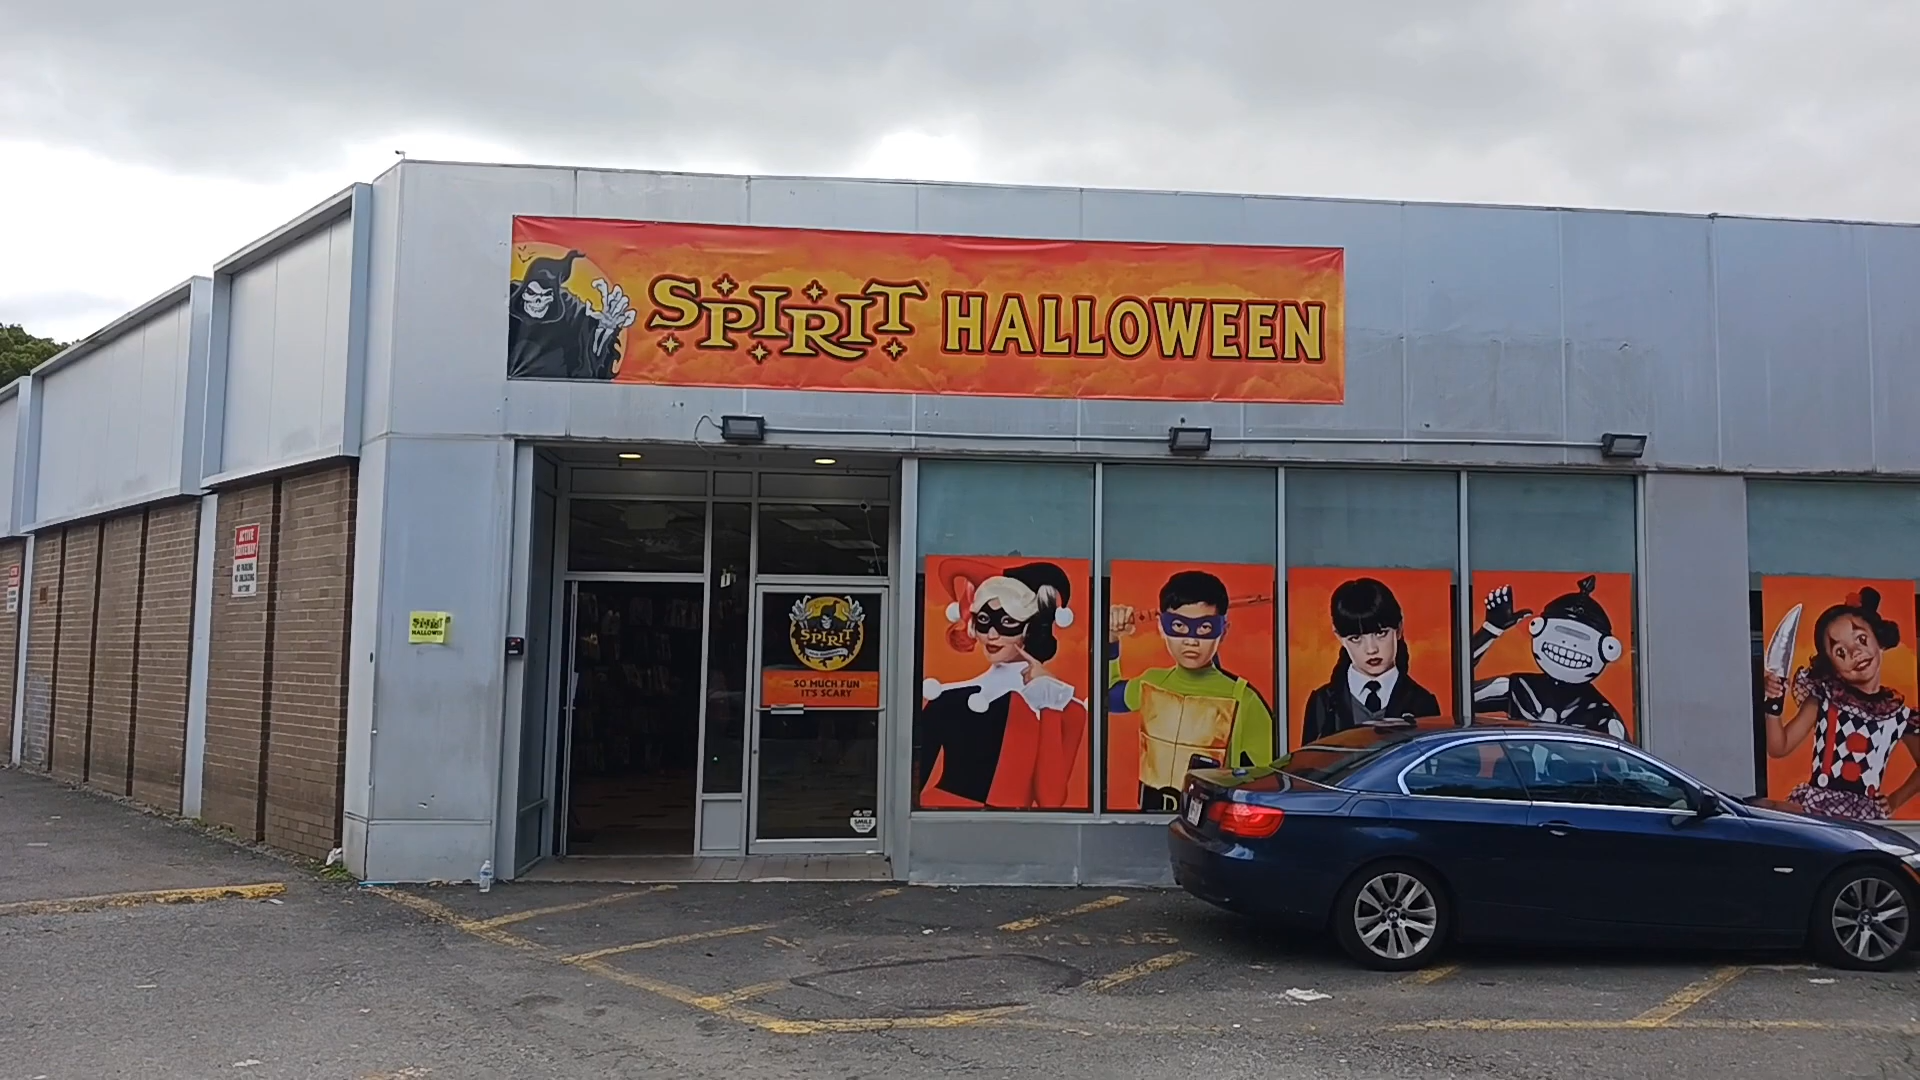 SPIRIT HALLOWEEN
ACTIVE
NO PARKING
SPIRIT
HALLOWEEN
SPIRIT
SO MUCH FUN
IT'S SCARY
SMILE
D